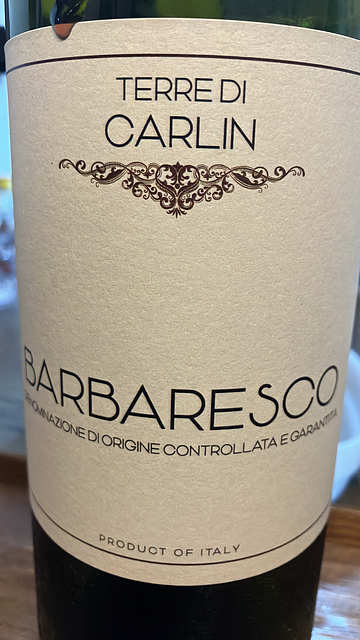 TERRE DI
CARLIN
BARBARESCO
DENOMINAZIONE DI ORIGINE CONTROLLATA E GARANTITA
PRODUCT OF ITALY